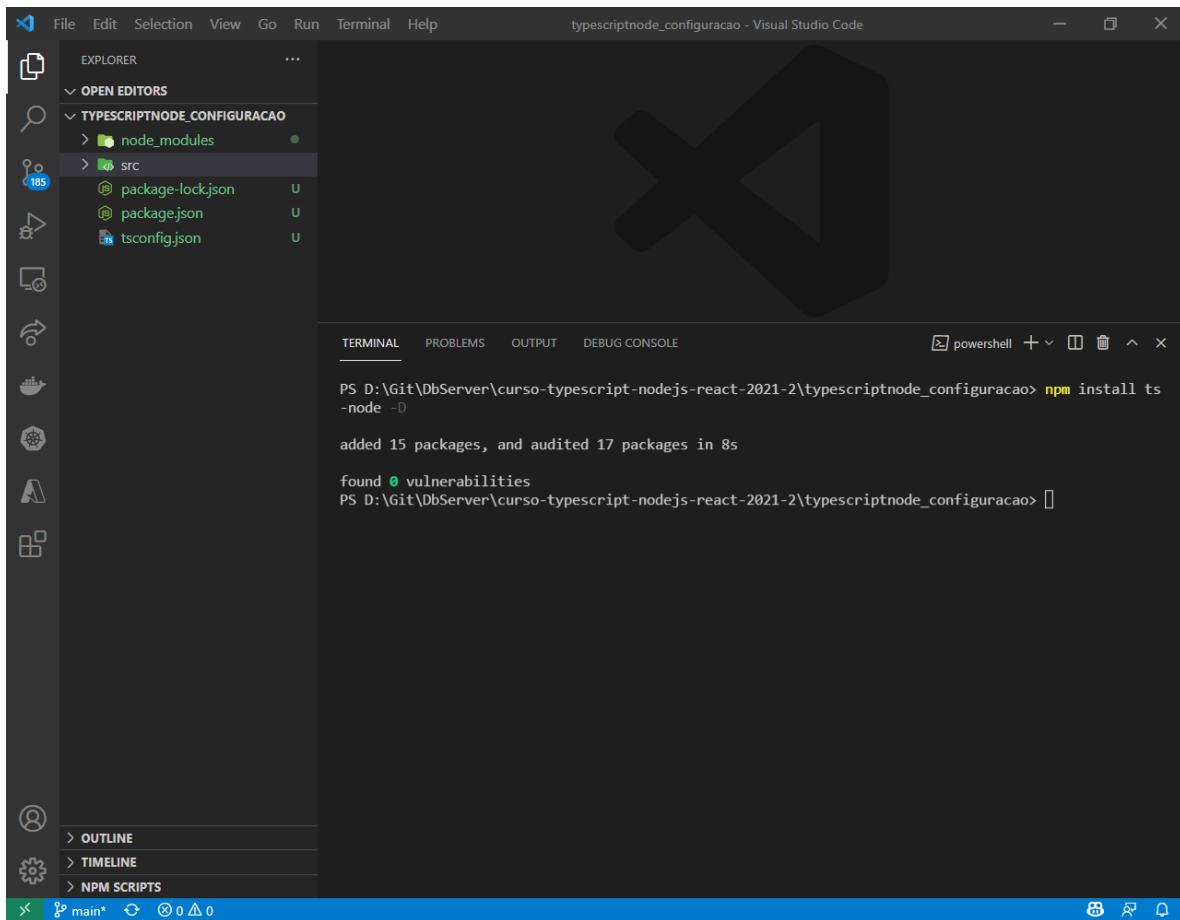 File Edit Selection View Go Run Terminal Help typescriptnode_configuracao - Visual Studio Code
EXPLORER
OPEN EDITORS
TYPESCRIPTNODE_CONFIGURACAO
node_modules
src
package-lock.json U
package.json U
tsconfig.json U
185
OUTLINE
TIMELINE
NPM SCRIPTS
TERMINAL PROBLEMS OUTPUT DEBUG CONSOLE powershell
PS D:\Git\DbServer\curso-typescript-nodejs-react-2021-2\typescriptnode_configuracao> npm install ts
-node -D
added 15 packages, and audited 17 packages in 8s
found 0 vulnerabilities
PS D:\Git\DbServer\curso-typescript-nodejs-react-2021-2\typescriptnode_configuracao>
main* 0 0